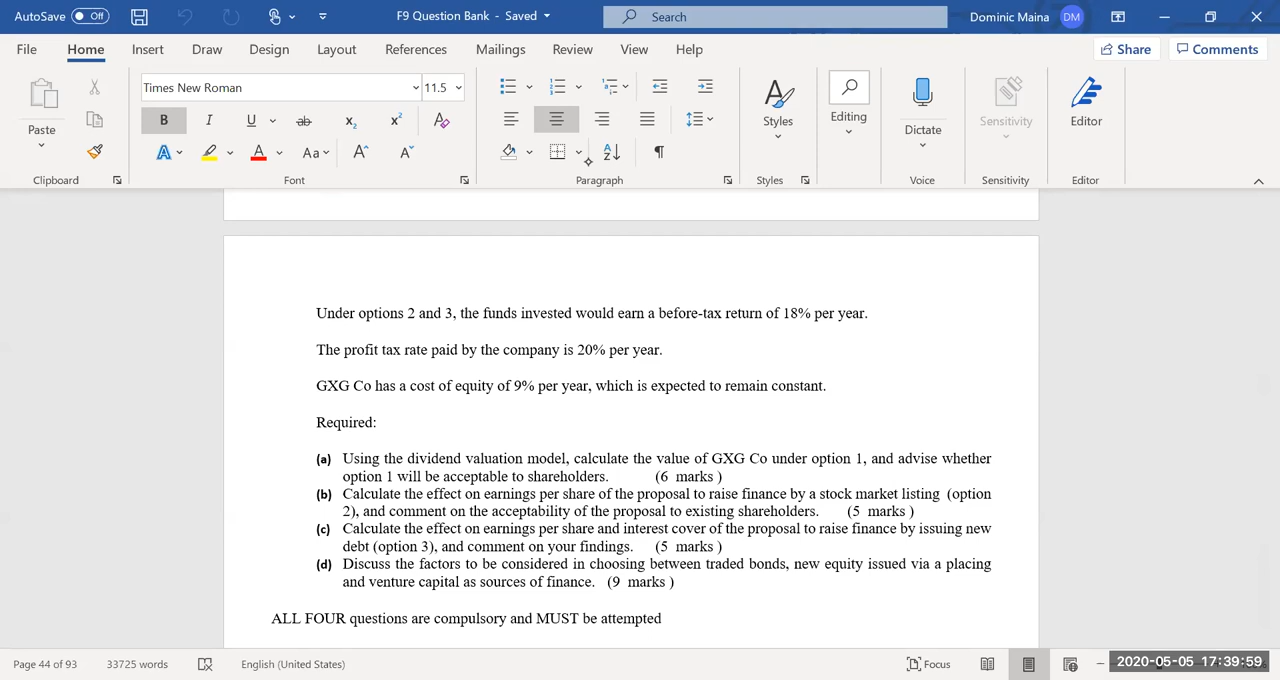 AutoSave Off F9 Question Bank - Saved Search Dominic Maina DM
File Home Insert Draw Design Layout References Mailings Review View Help Share Comments
Times New Roman 11.5
Paste Styles Editing Dictate Sensitivity Editor
B I U ab x₂ x² A
A A Aa A A A Z
Clipboard Font Paragraph Styles Voice Sensitivity Editor
Under options 2 and 3, the funds invested would earn a before-tax return of 18% per year.
The profit tax rate paid by the company is 20% per year.
GXG Co has a cost of equity of 9% per year, which is expected to remain constant.
Required:
(a) Using the dividend valuation model, calculate the value of GXG Co under option 1, and advise whether
option 1 will be acceptable to shareholders. (6 marks )
(b) Calculate the effect on earnings per share of the proposal to raise finance by a stock market listing (option
2), and comment on the acceptability of the proposal to existing shareholders. (5 marks )
(c) Calculate the effect on earnings per share and interest cover of the proposal to raise finance by issuing new
debt (option 3), and comment on your findings. (5 marks )
(d) Discuss the factors to be considered in choosing between traded bonds, new equity issued via a placing
and venture capital as sources of finance. (9 marks )
ALL FOUR questions are compulsory and MUST be attempted
Page 44 of 93 33725 words English (United States) Focus 2020-05-05 17:39:59